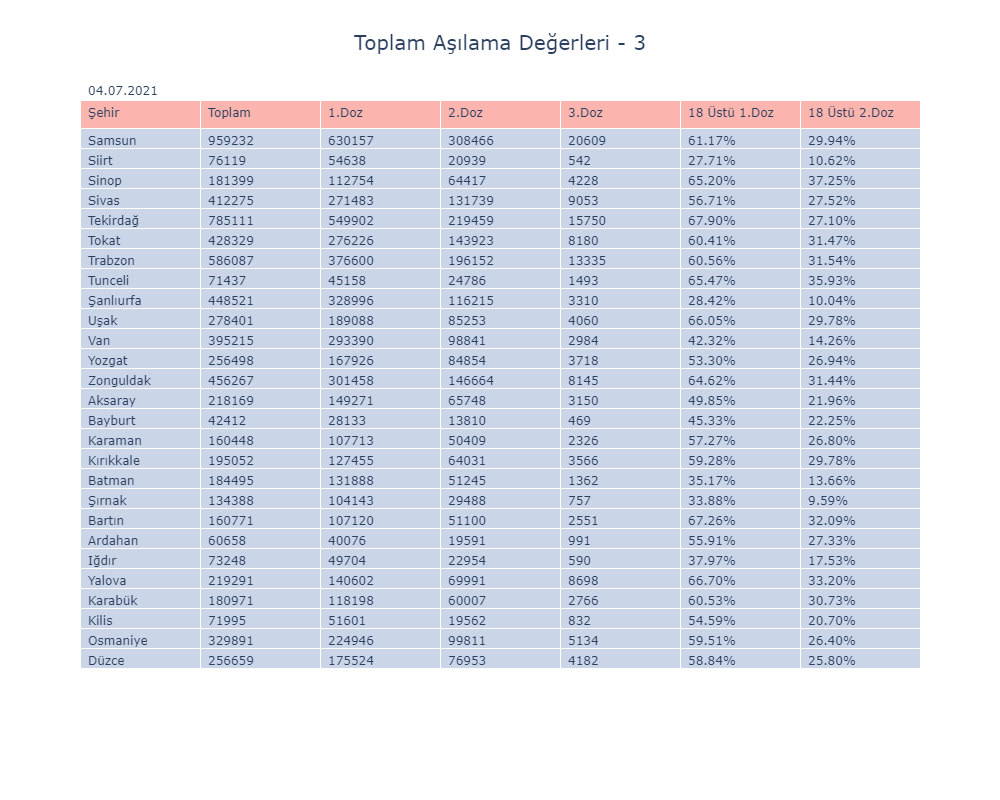 Toplam Aşılama Değerleri - 3
04.07.2021
Şehir Toplam 1.Doz 2.Doz 3.Doz 18 Üstü 1.Doz 18 Üstü 2.Doz
Samsun 959232 630157 308466 20609 61.17% 29.94%
Siirt 76119 54638 20939 542 27.71% 10.62%
Sinop 181399 112754 64417 4228 65.20% 37.25%
Sivas 412275 271483 131739 9053 56.71% 27.52%
Tekirdağ 785111 549902 219459 15750 67.90% 27.10%
Tokat 428329 276226 143923 8180 60.41% 31.47%
Trabzon 586087 376600 196152 13335 60.56% 31.54%
Tunceli 71437 45158 24786 1493 65.47% 35.93%
Şanlıurfa 448521 328996 116215 3310 28.42% 10.04%
Uşak 278401 189088 85253 4060 66.05% 29.78%
Van 395215 293390 98841 2984 42.32% 14.26%
Yozgat 256498 167926 84854 3718 53.30% 26.94%
Zonguldak 456267 301458 146664 8145 64.62% 31.44%
Aksaray 218169 149271 65748 3150 49.85% 21.96%
Bayburt 42412 28133 13810 469 45.33% 22.25%
Karaman 160448 107713 50409 2326 57.27% 26.80%
Kırıkkale 195052 127455 64031 3566 59.28% 29.78%
Batman 184495 131888 51245 1362 35.17% 13.66%
Şırnak 134388 104143 29488 757 33.88% 9.59%
Bartın 160771 107120 51100 2551 67.26% 32.09%
Ardahan 60658 40076 19591 991 55.91% 27.33%
Iğdır 73248 49704 22954 590 37.97% 17.53%
Yalova 219291 140602 69991 8698 66.70% 33.20%
Karabük 180971 118198 60007 2766 60.53% 30.73%
Kilis 71995 51601 19562 832 54.59% 20.70%
Osmaniye 329891 224946 99811 5134 59.51% 26.40%
Düzce 256659 175524 76953 4182 58.84% 25.80%